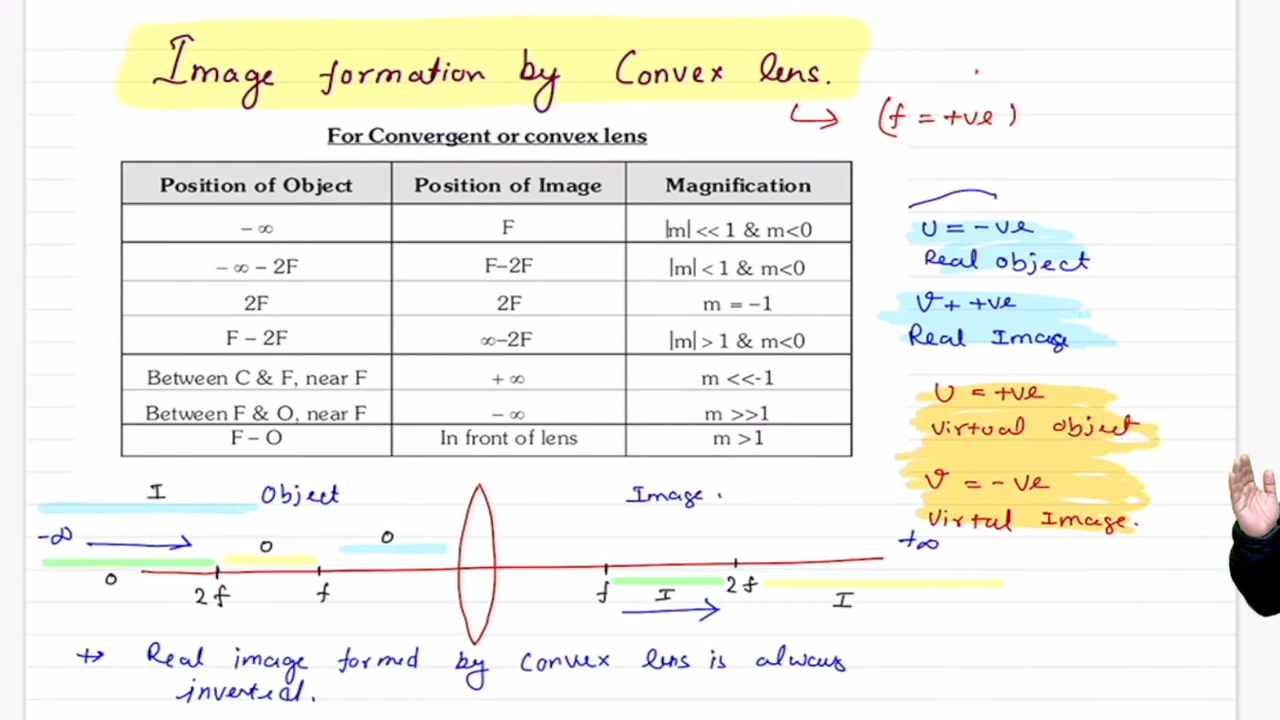 Image formation by Convex lens.
(f = +ve)
For Convergent or convex lens
Position of Object Position of Image Magnification
– ∞ F |m| << 1 & m<0
– ∞ – 2F F–2F |m| < 1 & m<0
2F 2F m = –1
F – 2F ∞–2F |m| > 1 & m<0
Between C & F, near F + ∞ m <<-1
Between F & O, near F – ∞ m >>1
F – O In front of lens m >1
U = -ve
Real object
v + +ve
Real Image
U = +ve
virtual object
v = -ve
virtal Image.
I Object Image.
-∞ O O +∞
O 2f f f I 2f I
Real image formed by convex lens is always
inverted.